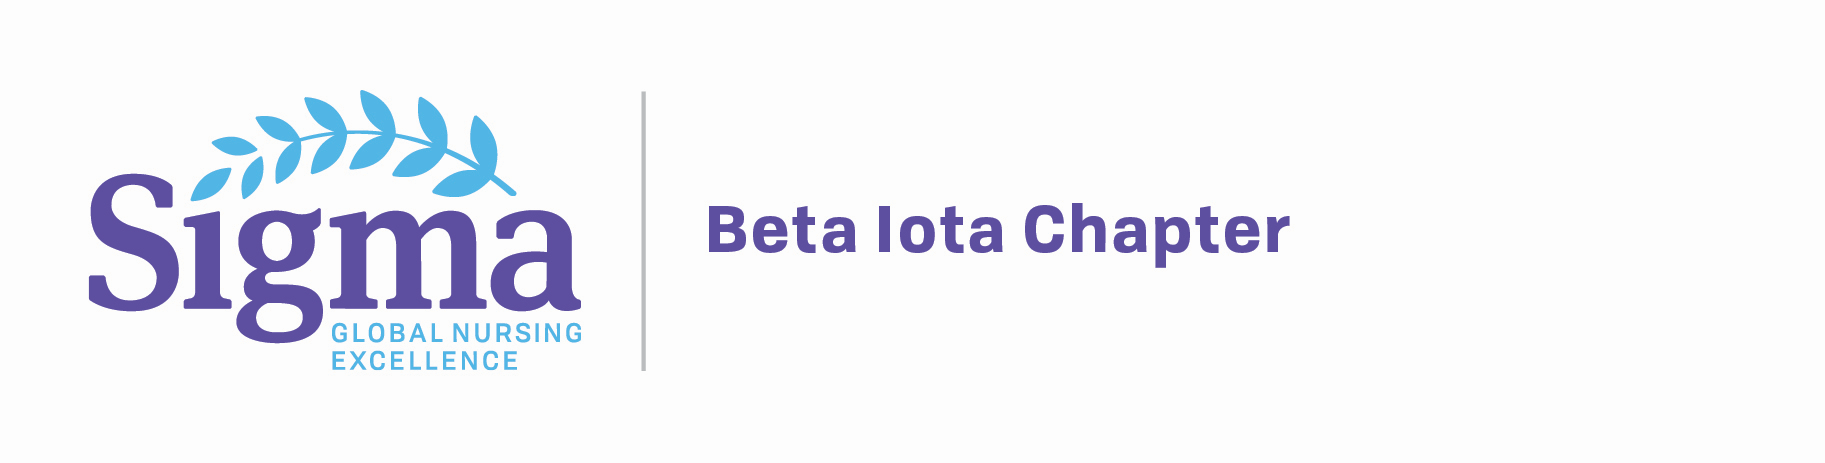 Sigma
GLOBAL NURSING
EXCELLENCE
Beta Iota Chapter